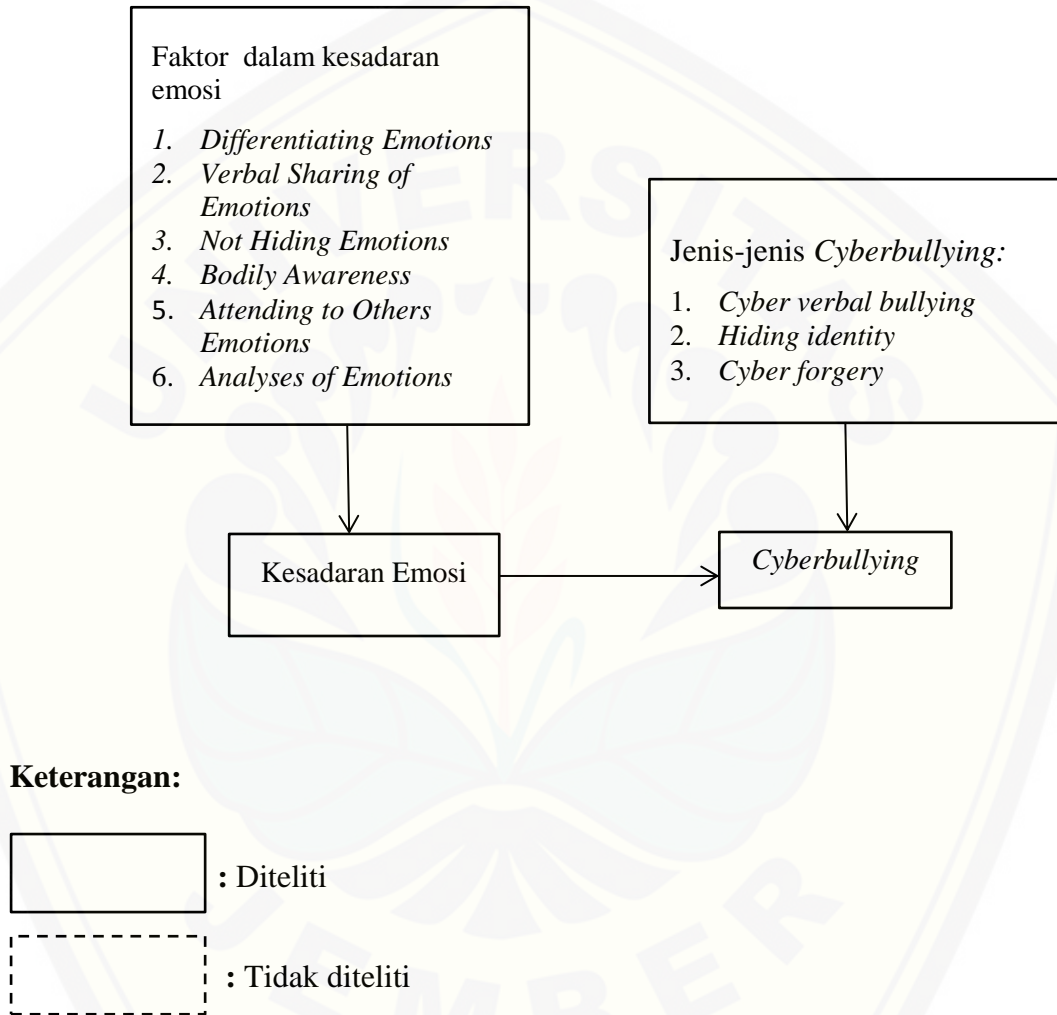 Faktor dalam kesadaran
emosi
1. Differentiating Emotions
2. Verbal Sharing of
Emotions
3. Not Hiding Emotions
4. Bodily Awareness
5. Attending to Others
Emotions
6. Analyses of Emotions
Jenis-jenis Cyberbullying:
1. Cyber verbal bullying
2. Hiding identity
3. Cyber forgery
Kesadaran Emosi
Cyberbullying
Keterangan:
: Diteliti
: Tidak diteliti
UNIVERSITAS
JEMBER